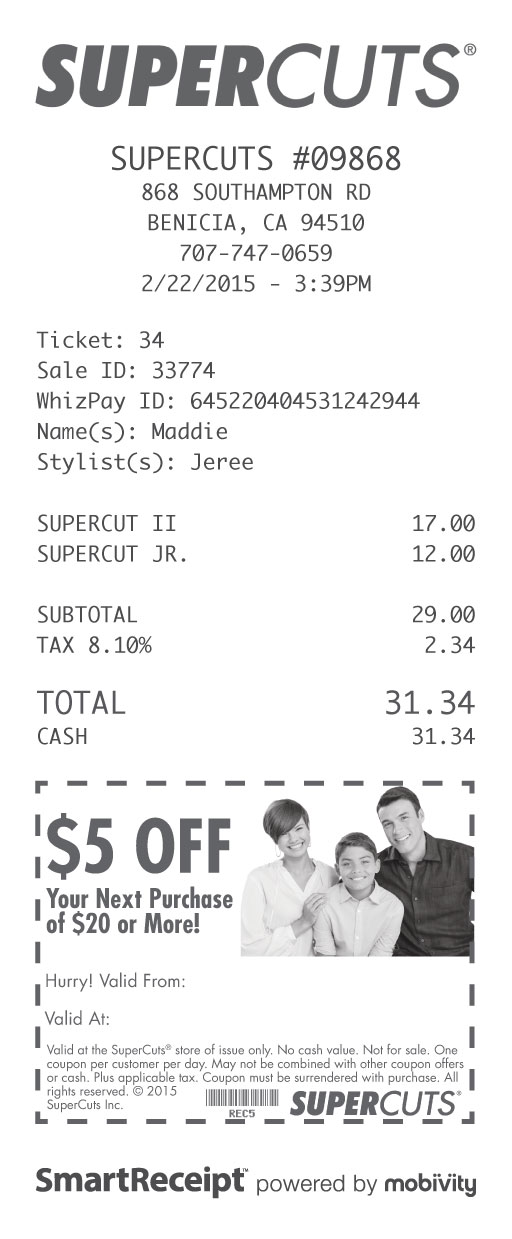 SUPERCUTS®
SUPERCUTS #09868
868 SOUTHAMPTON RD
BENICIA, CA 94510
707-747-0659
2/22/2015 - 3:39PM
Ticket: 34
Sale ID: 33774
WhizPay ID: 645220404531242944
Name(s): Maddie
Stylist(s): Jeree
SUPERCUT II 17.00
SUPERCUT JR. 12.00
SUBTOTAL 29.00
TAX 8.10% 2.34
TOTAL 31.34
CASH 31.34
$5 OFF
Your Next Purchase
of $20 or More!
Hurry! Valid From:
Valid At:
Valid at the SuperCuts® store of issue only. No cash value. Not for sale. One
coupon per customer per day. May not be combined with other coupon offers
or cash. Plus applicable tax. Coupon must be surrendered with purchase. All
rights reserved. © 2015
SuperCuts Inc.
REC5
SUPERCUTS®
SmartReceipt™ powered by mobivity